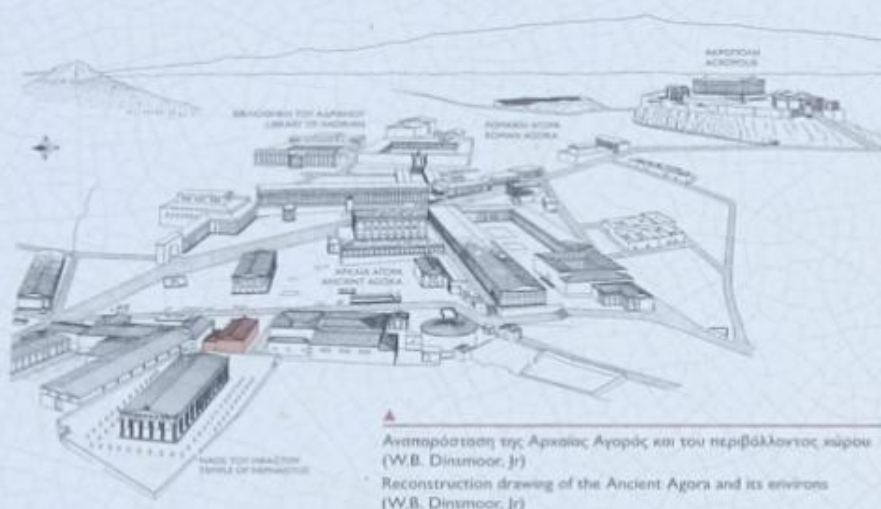 ΑΚΡΟΠΟΛΗ
ACROPOLIS
ΒΙΒΛΙΟΘΗΚΗ ΤΟΥ ΑΔΡΙΑΝΟΥ
LIBRARY OF HADRIAN
ΡΩΜΑΪΚΗ ΑΓΟΡΑ
ROMAN AGORA
ΑΡΧΑΙΑ ΑΓΟΡΑ
ANCIENT AGORA
ΝΑΟΣ ΤΟΥ ΗΦΑΙΣΤΟΥ
TEMPLE OF HEPHAISTOS
Αναπαράσταση της Αρχαίας Αγοράς και του περιβάλλοντος χώρου
(W.B. Dinsmoor, Jr)
Reconstruction drawing of the Ancient Agora and its environs
(W.B. Dinsmoor, Jr)